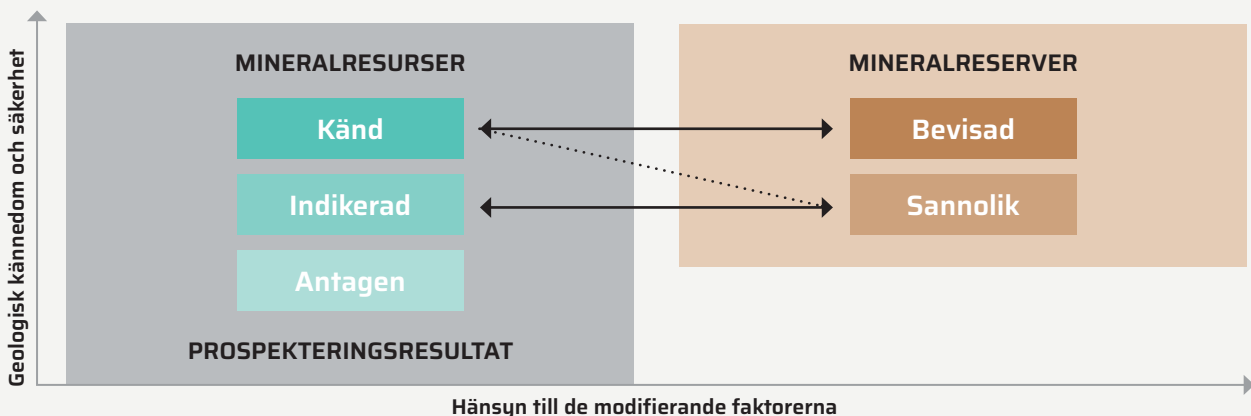 Geologisk kännedom och säkerhet
MINERALRESURSER
Känd
Indikerad
Antagen
PROSPEKTERINGSRESULTAT
MINERALRESERVER
Bevisad
Sannolik
Hänsyn till de modifierande faktorerna